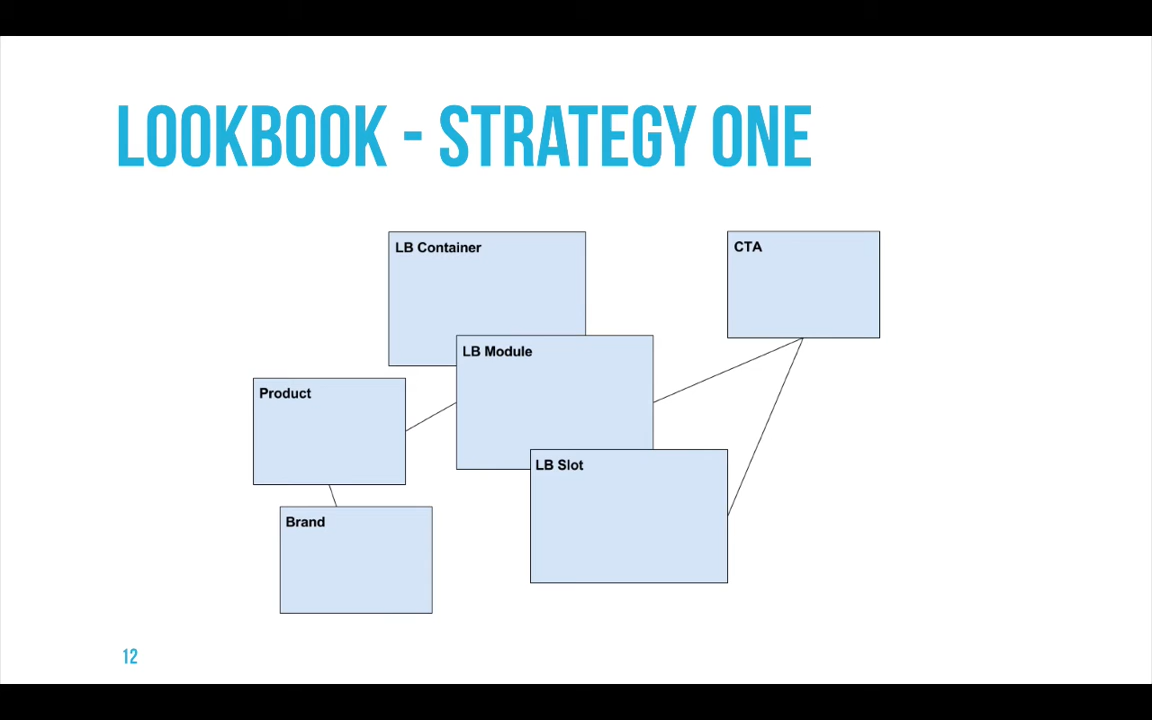 LOOKBOOK - STRATEGY ONE
LB Container
CTA
LB Module
Product
LB Slot
Brand
12